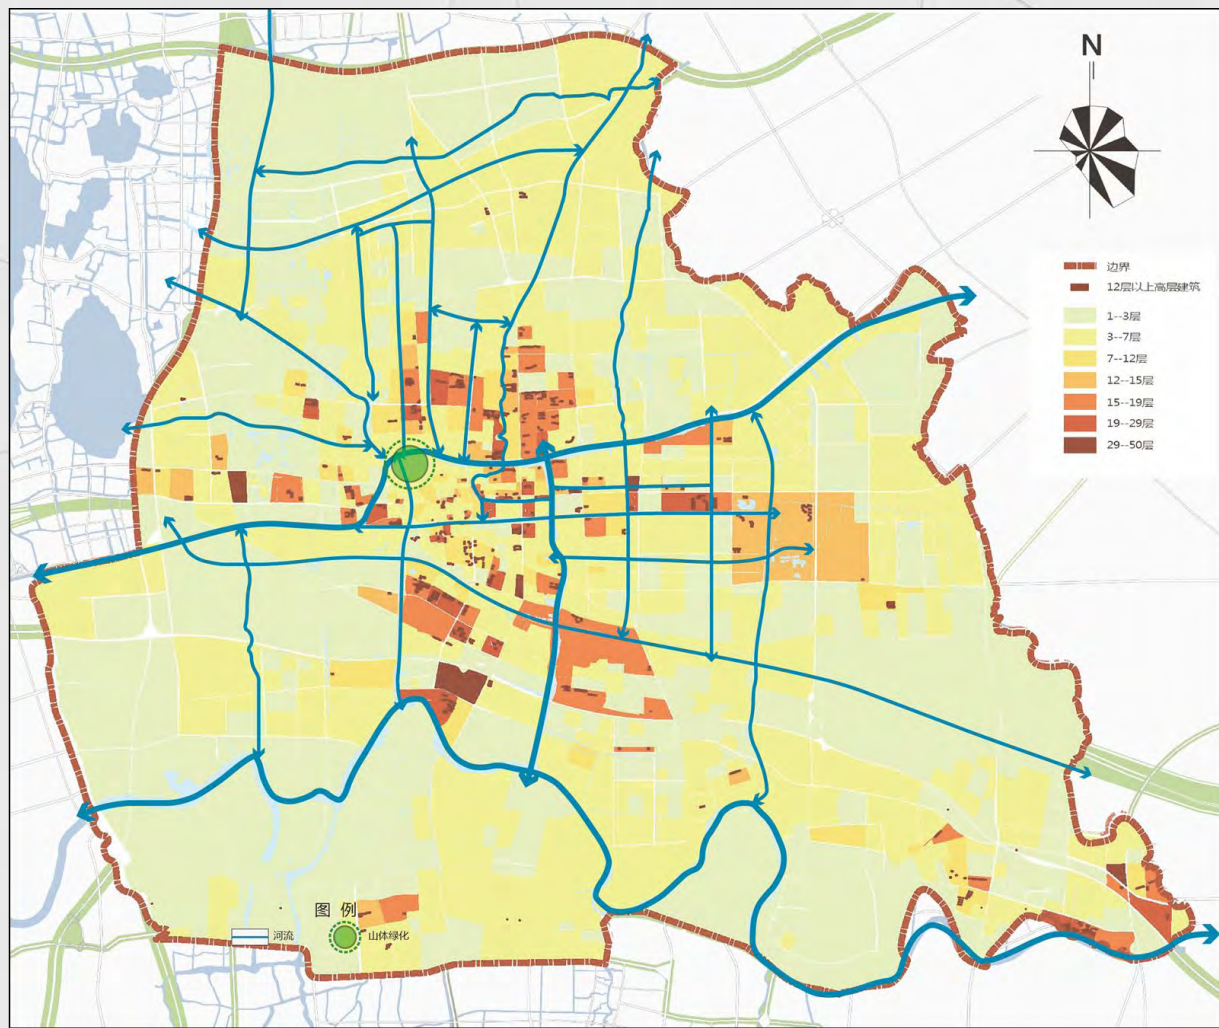 N
边界
12层以上高层建筑
1--3层
3--7层
7--12层
12--15层
15--19层
19--29层
29--50层
图 例
河流
山体绿化